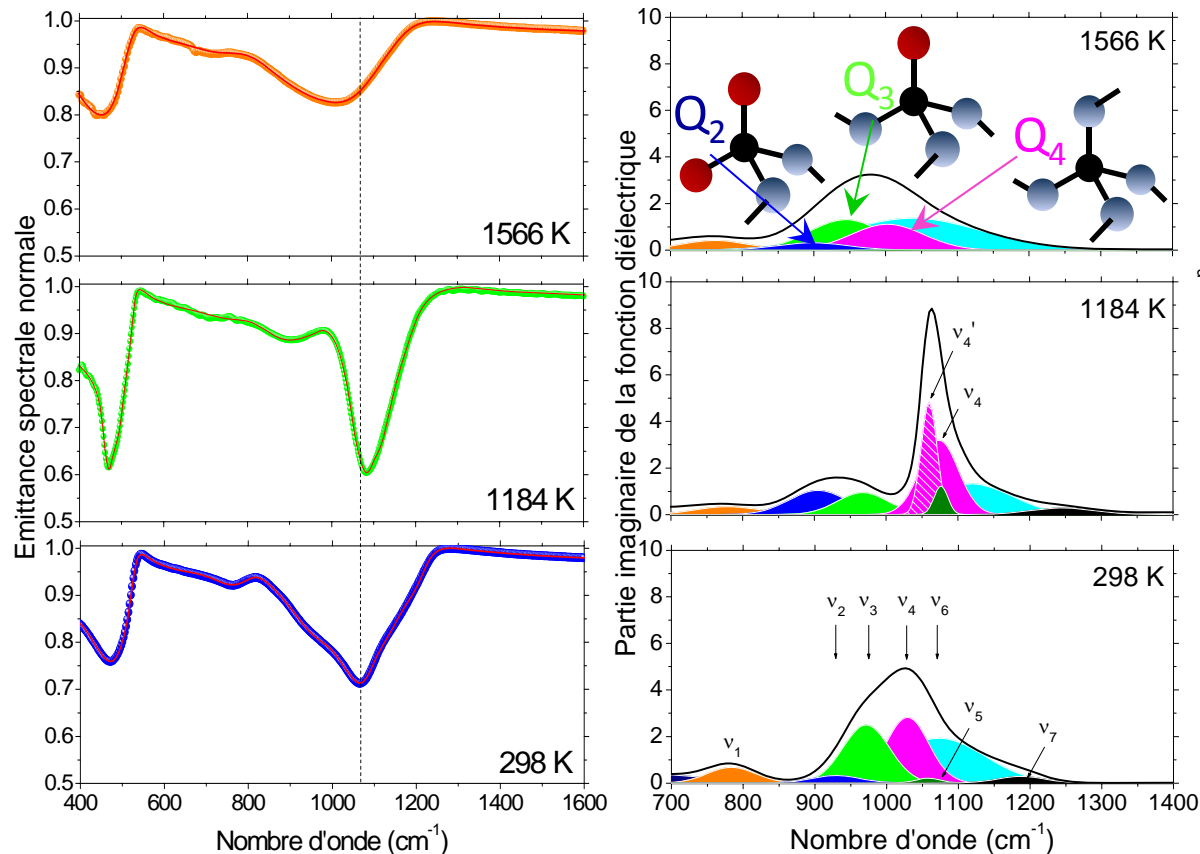 Emittance spectrale normale
1.0
0.9
0.8
0.7
0.6
0.5
1566 K
1.0
0.9
0.8
0.7
0.6
0.5
1184 K
1.0
0.9
0.8
0.7
0.6
0.5
298 K
400 600 800 1000 1200 1400 1600
Nombre d'onde (cm⁻¹)
Partie imaginaire de la fonction diélectrique
10
8
6
4
2
0
1566 K
Q₂
Q₃
Q₄
10
8
6
4
2
0
1184 K
ν₄'
ν₄
10
8
6
4
2
0
298 K
ν₂ ν₃ ν₄ ν₆
ν₁
ν₅
ν₇
700 800 900 1000 1100 1200 1300 1400
Nombre d'onde (cm⁻¹)